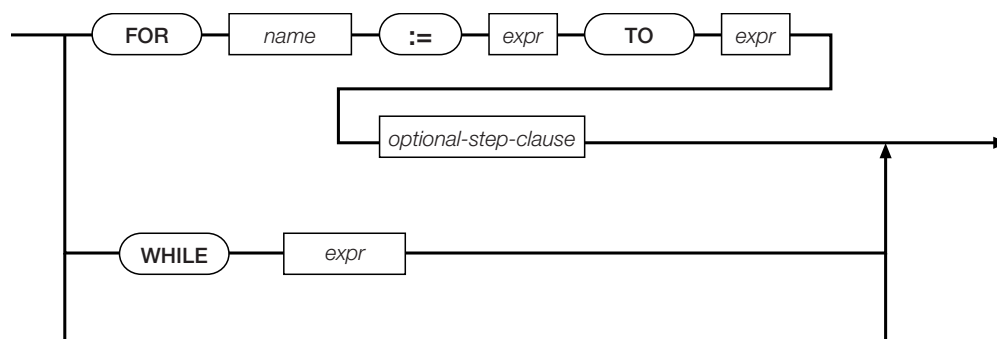 FOR name := expr TO expr
optional-step-clause
WHILE expr